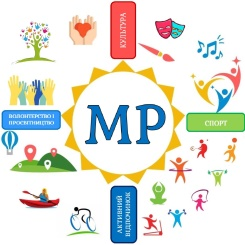 КУЛЬТУРА
ВОЛОНТЕРСТВО І
ПРОСВІТНИЦТВО
МР
СПОРТ
АКТИВНИЙ
ВІДПОЧИНОК